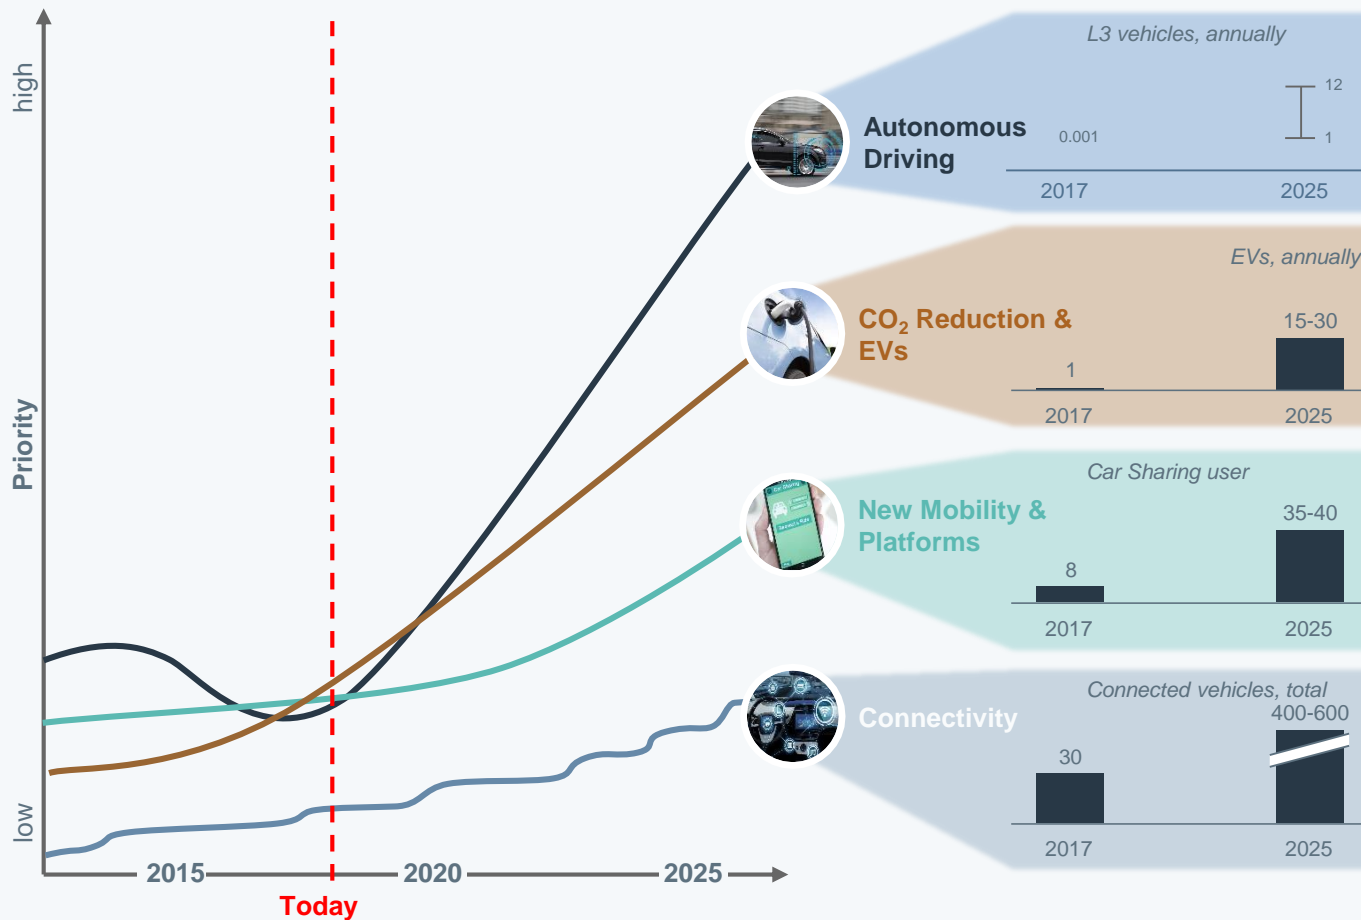 high
Priority
low
2015
2020
2025
Today
Autonomous
Driving
L3 vehicles, annually
0.001
12
1
2017
2025
CO₂ Reduction &
EVs
EVs, annually
1
15-30
2017
2025
New Mobility &
Platforms
Car Sharing user
8
35-40
2017
2025
Connectivity
Connected vehicles, total
30
400-600
2017
2025